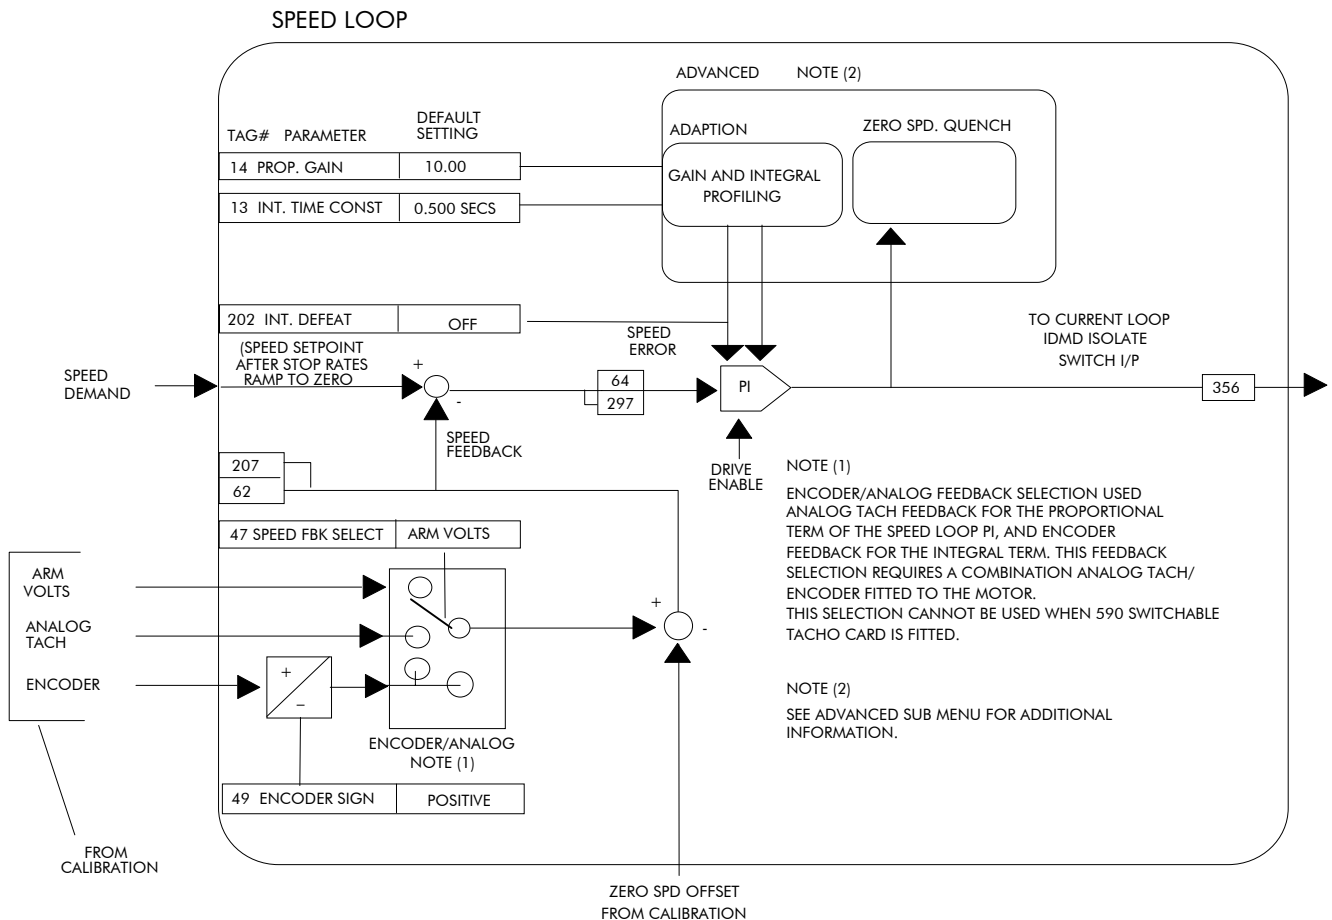 SPEED LOOP
ADVANCED NOTE (2)
TAG# PARAMETER
DEFAULT
SETTING
ADAPTION
ZERO SPD. QUENCH
14 PROP. GAIN 10.00
GAIN AND INTEGRAL
PROFILING
13 INT. TIME CONST 0.500 SECS
202 INT. DEFEAT OFF
SPEED
ERROR
TO CURRENT LOOP
IDMD ISOLATE
SWITCH I/P
SPEED
DEMAND
(SPEED SETPOINT
AFTER STOP RATES
RAMP TO ZERO
+
-
64
297
PI
356
SPEED
FEEDBACK
207
62
DRIVE
ENABLE
NOTE (1)
ENCODER/ANALOG FEEDBACK SELECTION USED
ANALOG TACH FEEDBACK FOR THE PROPORTIONAL
TERM OF THE SPEED LOOP PI, AND ENCODER
FEEDBACK FOR THE INTEGRAL TERM. THIS FEEDBACK
SELECTION REQUIRES A COMBINATION ANALOG TACH/
ENCODER FITTED TO THE MOTOR.
THIS SELECTION CANNOT BE USED WHEN 590 SWITCHABLE
TACHO CARD IS FITTED.
47 SPEED FBK SELECT ARM VOLTS
ARM
VOLTS
ANALOG
TACH
ENCODER
+
-
+
-
NOTE (2)
SEE ADVANCED SUB MENU FOR ADDITIONAL
INFORMATION.
ENCODER/ANALOG
NOTE (1)
49 ENCODER SIGN POSITIVE
FROM
CALIBRATION
ZERO SPD OFFSET
FROM CALIBRATION